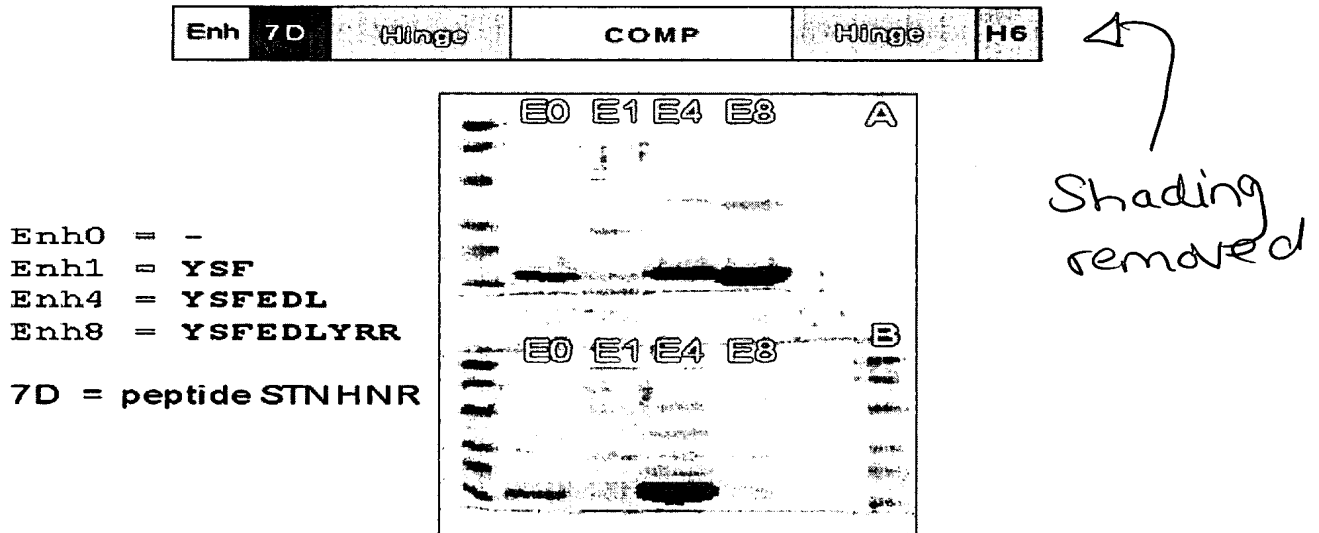 Enh 7D Hinge COMP Hinge H6
Shading
removed
E0 E1 E4 E8 A
Enh0 = -
Enh1 = YSF
Enh4 = YSFEDL
Enh8 = YSFEDLYRR
7D = peptide STNHNR
E0 E1 E4 E8 B